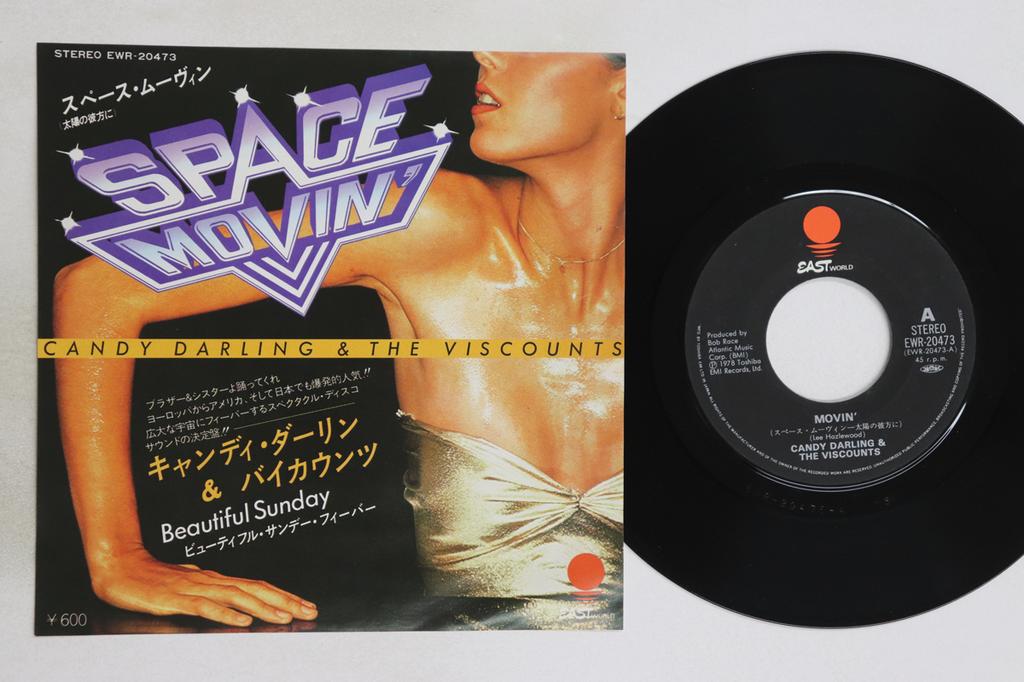 STEREO EWR-20473
スペース・ムーヴィン
(太陽の彼方に)
SPACE
MOVIN'
CANDY DARLING & THE VISCOUNTS
ブラザー&シスターよ踊ってくれ
ヨーロッパからアメリカ、そして日本でも爆発的人気!!
広大な宇宙にフィーバーするスペクタクル・ディスコ
サウンドの決定盤!!
キャンディ・ダーリン
& バイカウンツ
Beautiful Sunday
ビューティフル・サンデー・フィーバー
¥600
EAST WORLD
EAST WORLD
A
STEREO
EWR-20473
(EWR-20473-A)
45 r.p.m.
Produced by
Bob Race
Atlantic Music
Corp. (BMI)
Ⓟ 1978 Toshiba
EMI Records, Ltd.
MOVIN'
(スペース・ムーヴィン—太陽の彼方に)
(Lee Hazlewood)
CANDY DARLING &
THE VISCOUNTS